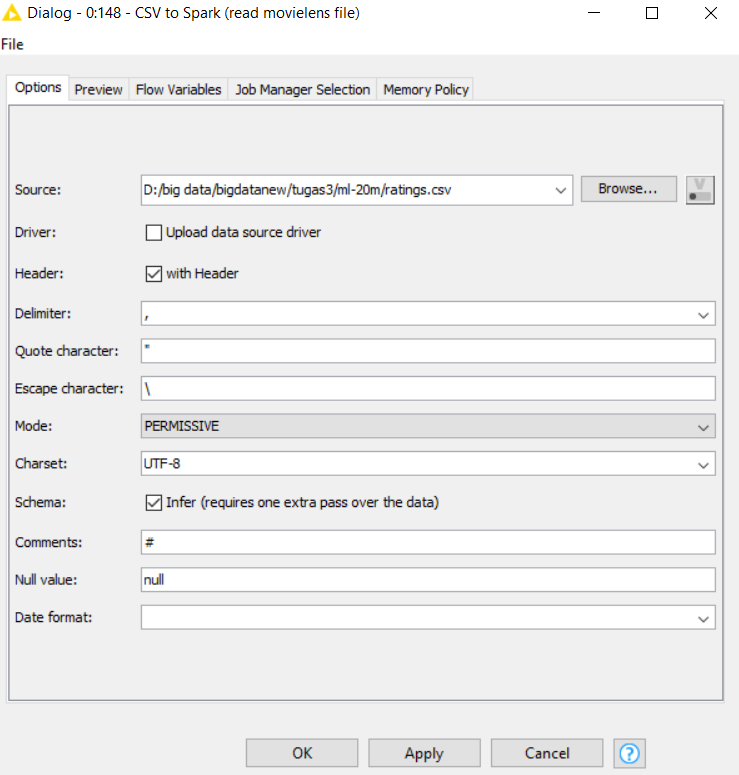 Dialog - 0:148 - CSV to Spark (read movielens file)
File
Options Preview Flow Variables Job Manager Selection Memory Policy
Source: D:/big data/bigdatanew/tugas3/ml-20m/ratings.csv Browse... V
Driver: Upload data source driver
Header: with Header
Delimiter: ,
Quote character: "
Escape character: \
Mode: PERMISSIVE
Charset: UTF-8
Schema: Infer (requires one extra pass over the data)
Comments: #
Null value: null
Date format:
OK Apply Cancel ?